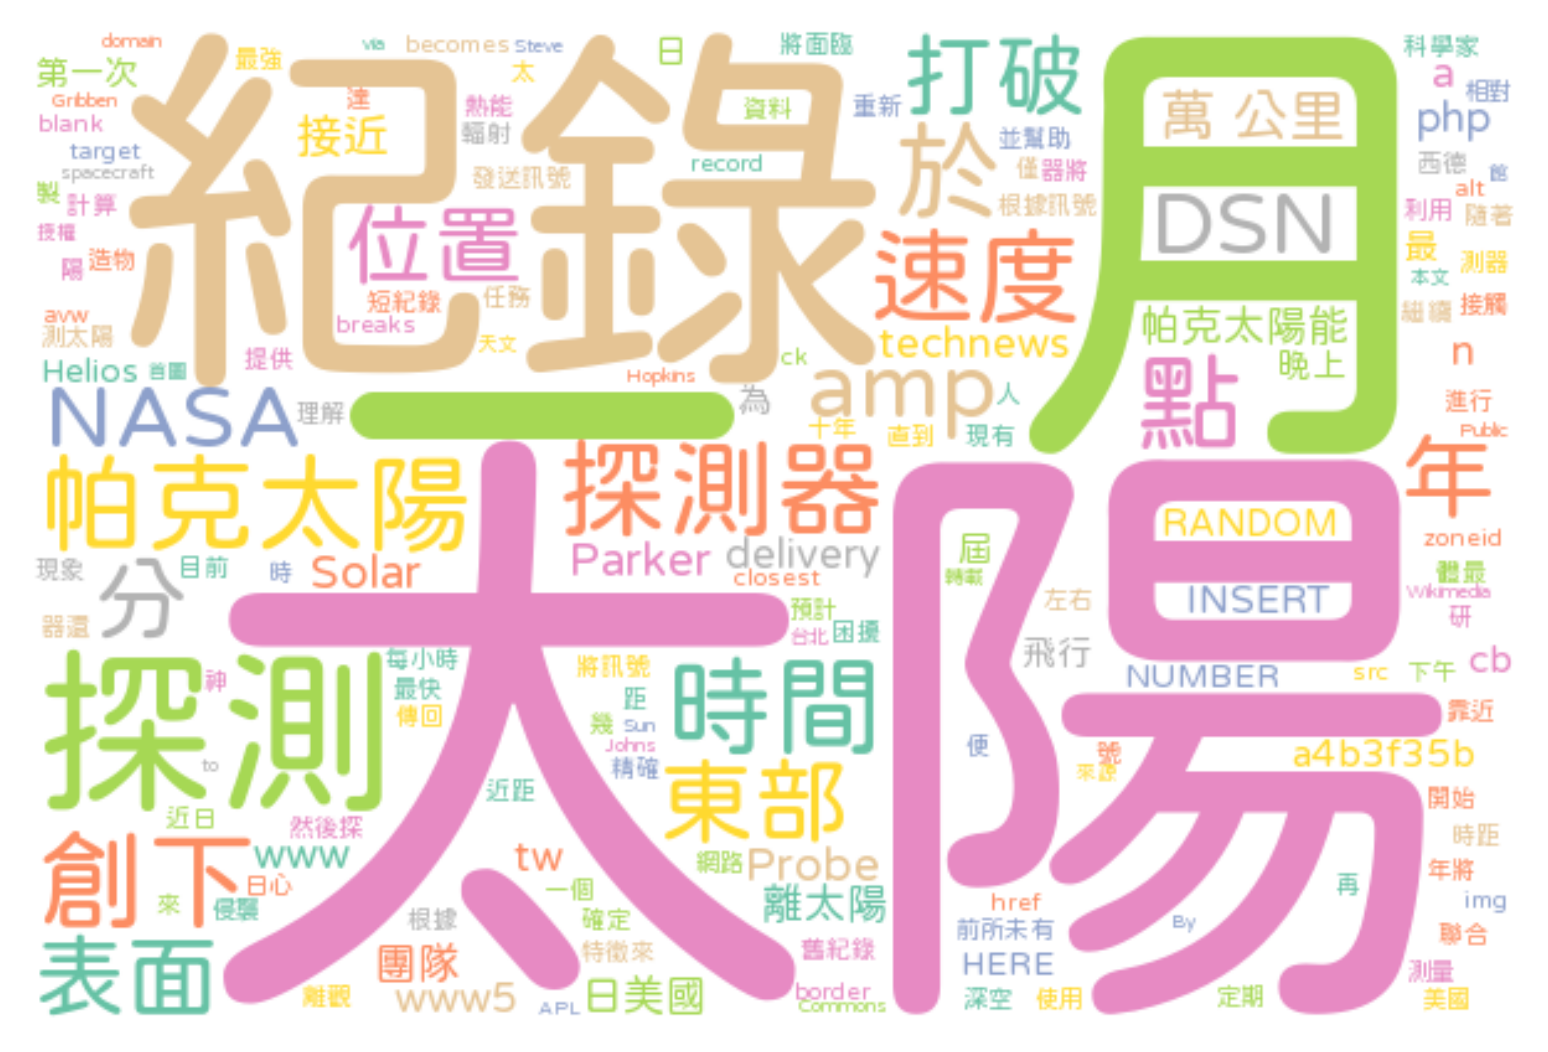 domain
最強
via
becomes
Steve
日
將面臨
打破
科學家
第一次
太
a
Gribben
達
熱能
資料
重新
萬 公里
相對
blank
接近
輻射
紀錄
於
並幫助
php
target
record
月
西德
館
spacecraft
發送訊號
僅
器將
alt
製
計算
位置
根據訊號
DSN
利用
隨著
授權
速度
最
陽
造物
測器
本文
短紀錄
任務
avw
breaks
帕克太陽能
繼續
接觸
測太陽
天文
technews
Helios
首圖
提供
Hopkins
ck
點
晚上
n
NASA
理解
一
為
amp
人
進行
十年
直到
現有
Public
帕克太陽
探測器
年
RANDOM
zoneid
現象
目前
時
Solar
Parker
delivery
屆
體最
closest
轉載
Wikimedia
分
太陽
INSERT
左右
預計
研
器還
台北
困擾
探測
每小時
將訊號
時間
飛行
NUMBER
src
下午
cb
神
最快
距
傳回
幾
Sun
靠近
Johns
便
號
a4b3f35b
to
精確
來源
近距
東部
開始
近日
然後探
時距
創下
www
tw
網路
Probe
年將
日心
一個
再
來
侵襲
離太陽
href
img
根據
確定
前所未有
By
聯合
表面
團隊
特徵來
舊紀錄
HERE
測量
離觀
www5
APL
日美國
border
Commons
深空
使用
定期
美國